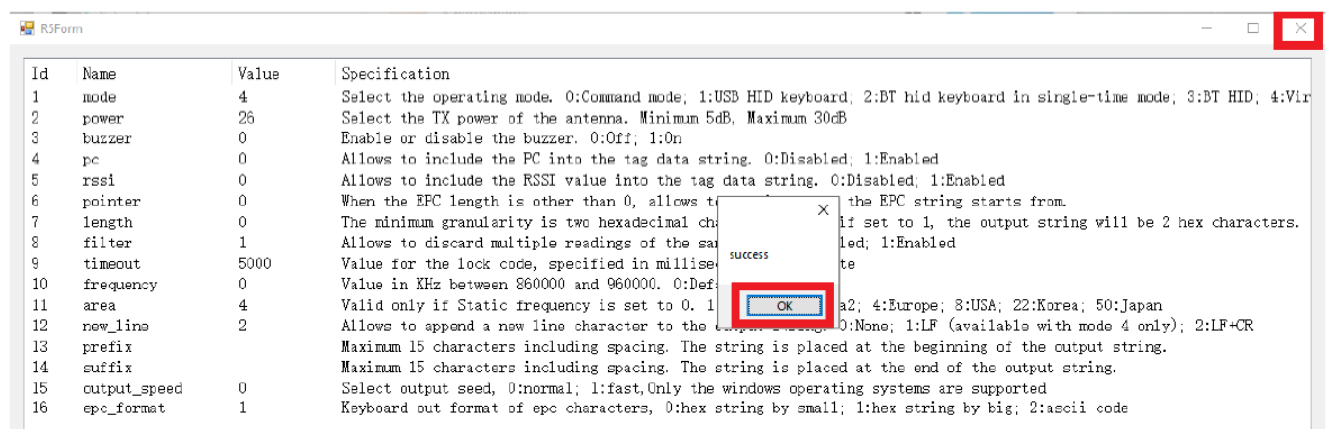 R5Form
Id Name Value Specification
1 mode 4 Select the operating mode. 0:Command mode; 1:USB HID keyboard; 2:BT hid keyboard in single-time mode; 3:BT HID; 4:Vir
2 power 26 Select the TX power of the antenna. Minimum 5dB, Maximum 30dB
3 buzzer 0 Enable or disable the buzzer. 0:Off; 1:On
4 pc 0 Allows to include the PC into the tag data string. 0:Disabled; 1:Enabled
5 rssi 0 Allows to include the RSSI value into the tag data string. 0:Disabled; 1:Enabled
6 pointer 0 When the EPC length is other than 0, allows the EPC string starts from.
7 length 0 The minimum granularity is two hexadecimal if set to 1, the output string will be 2 hex characters.
8 filter 1 Allows to discard multiple readings of the 1:Enabled
success
9 timeout 5000 Value for the lock code, specified in
10 frequency 0 Value in KHz between 860000 and 960000.
11 area 4 Valid only if Static frequency is set to 0. 4:Europe; 8:USA; 22:Korea; 50:Japan
OK
12 new_line 2 Allows to append a new line character to the 0:None; 1:LF (available with mode 4 only); 2:LF+CR
13 prefix Maximum 15 characters including spacing. The string is placed at the beginning of the output string.
14 suffix Maximum 15 characters including spacing. The string is placed at the end of the output string.
15 output_speed 0 Select output seed, 0:normal; 1:fast,Only the windows operating systems are supported
16 epc_format 1 Keyboard out format of epc characters, 0:hex string by small; 1:hex string by big; 2:ascii code